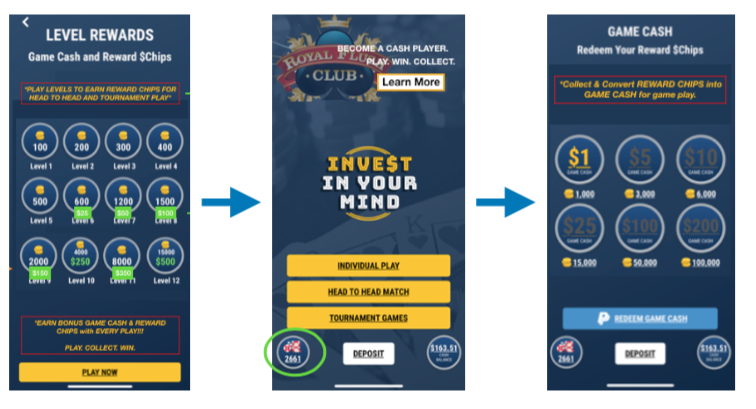 LEVEL REWARDS
Game Cash and Reward $Chips
"PLAY LEVELS TO EARN REWARD CHIPS FOR
HEAD TO HEAD AND TOURNAMENT PLAY"
100
200
300
400
Level 1
Level 2
Level 3
Level 4
500
600
1200
1500
$25
$50
$100
Level 5
Level 6
Level 7
Level 8
2000
4000
$250
8000
15000
$500
$150
$350
Level 9
Level 10
Level 11
Level 12
"EARN BONUS GAME CASH & REWARD
CHIPS with EVERY PLAY!!!
PLAY. COLLECT. WIN.
PLAY NOW
ROYAL FLUSH
CLUB
BECOME A CASH PLAYER.
PLAY. WIN. COLLECT.
Learn More
INVE$T
IN YOUR
MIND
K
INDIVIDUAL PLAY
HEAD TO HEAD MATCH
TOURNAMENT GAMES
2661
DEPOSIT
$163.51
CASH
BALANCE
GAME CASH
Redeem Your Reward $Chips
"Collect & Convert REWARD CHIPS into
GAME CASH for game play.
$1
GAME CASH
$5
GAME CASH
$10
GAME CASH
1,000
3,000
6,000
$25
GAME CASH
$100
GAME CASH
$200
GAME CASH
15,000
50,000
100,000
REDEEM GAME CASH
2661
DEPOSIT
$163.51
CASH
BALANCE